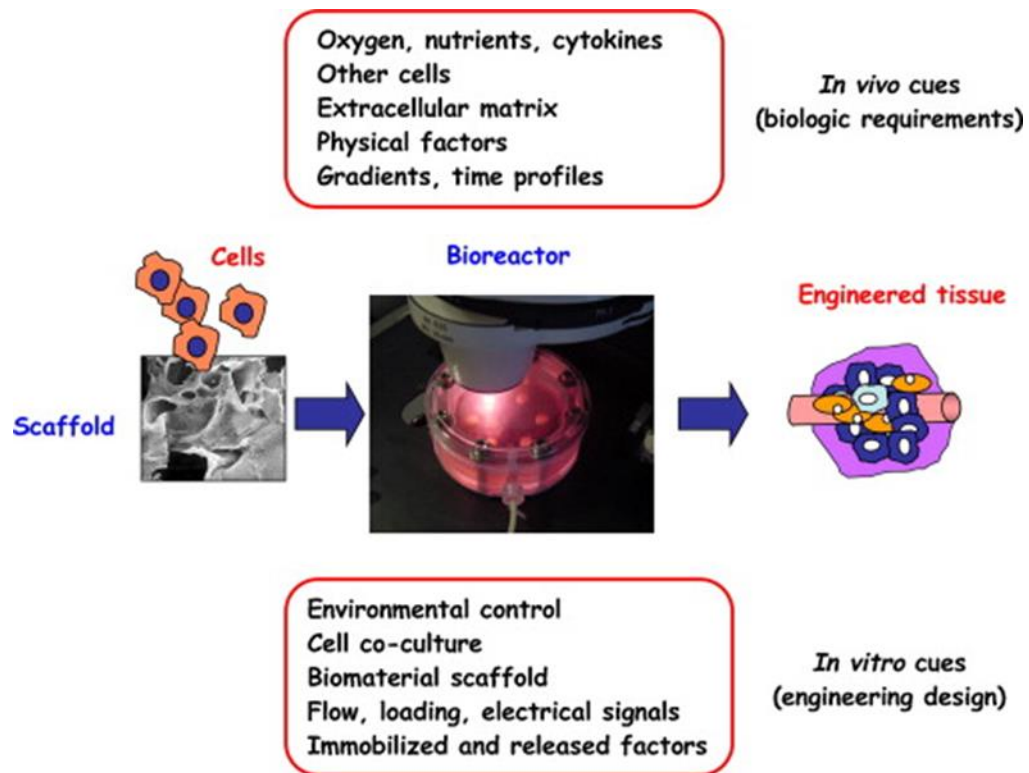 Oxygen, nutrients, cytokines
Other cells
Extracellular matrix
Physical factors
Gradients, time profiles
In vivo cues
(biologic requirements)
Cells
Bioreactor
Engineered tissue
Scaffold
Environmental control
Cell co-culture
Biomaterial scaffold
Flow, loading, electrical signals
Immobilized and released factors
In vitro cues
(engineering design)